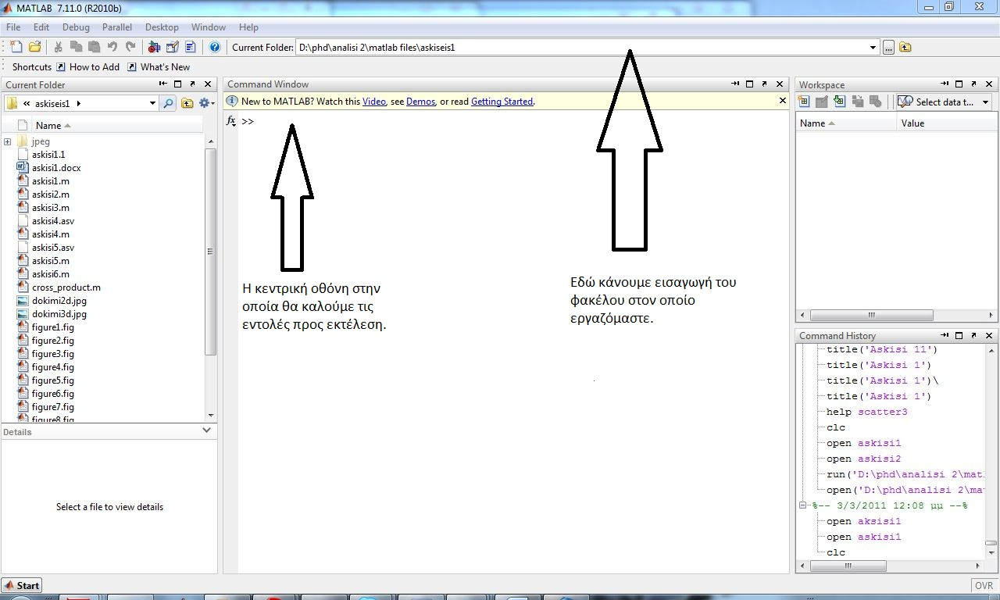 MATLAB 7.11.0 (R2010b)
File Edit Debug Parallel Desktop Window Help
Current Folder: D:\phd\analisi 2\matlab files\askiseis1
Shortcuts How to Add What's New
Current Folder
« askiseis1
Name
jpeg
askisi1.1
askisi1.docx
askisi1.m
askisi2.m
askisi3.m
askisi4.asv
askisi4.m
askisi5.asv
askisi5.m
askisi6.m
cross_product.m
dokimi2d.jpg
dokimi3d.jpg
figure1.fig
figure2.fig
figure3.fig
figure4.fig
figure5.fig
figure6.fig
figure7.fig
figure8.fig
Details
Select a file to view details
Start
Command Window
New to MATLAB? Watch this Video, see Demos, or read Getting Started.
fx >>
Η κεντρική οθόνη στην
οποία θα καλούμε τις
εντολές προς εκτέλεση.
Εδώ κάνουμε εισαγωγή του
φακέλου στον οποίο
εργαζόμαστε.
Workspace
Select data t...
Name Value
Command History
title('Askisi 11')
title('Askisi 1')
title('Askisi 1')\
title('Askisi 1')
help scatter3
clc
open askisi1
open askisi2
run('D:\phd\analisi 2\matl
open('D:\phd\analisi 2\ma
%-- 3/3/2011 12:08 μμ --%
open aksisi1
open askisi1
clc
OVR